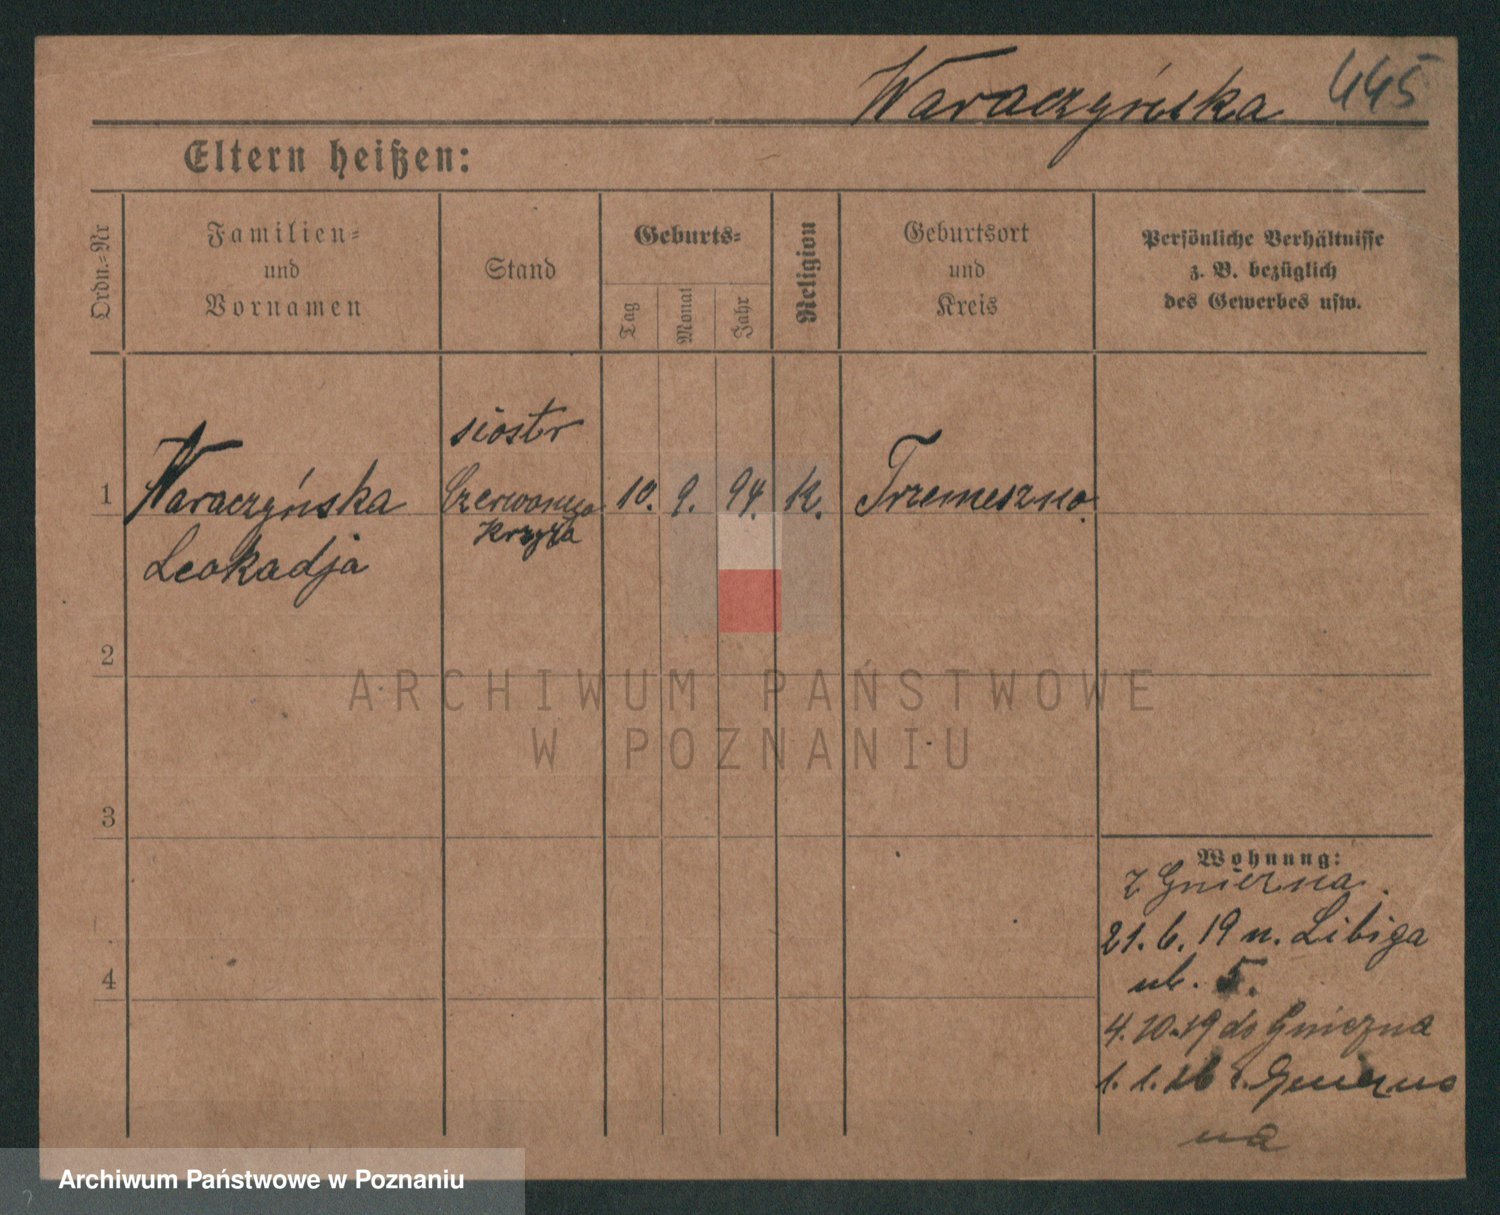 Waraczyńska 445
Eltern heißen:
Ordn.=Nr
Familien=
und
Vornamen
Stand
Geburts=
Tag
Monat
Jahr
Religion
Geburtsort
und
Kreis
Persönliche Verhältnisse
z. B. bezüglich
des Gewerbes usw.
1 Waraczyńska
Leokadja
siostr
Czerwonego
Krzyża
10. 9. 94. K. Trzemeszno.
2
3
4
ARCHIWUM PAŃSTWOWE
W POZNANIU
Wohnung:
z Gniezna.
21. 6. 19 n. Libiga
ul. 5.
4. 10. 19 do Gniezna
1. 1.
Archiwum Państwowe w Poznaniu